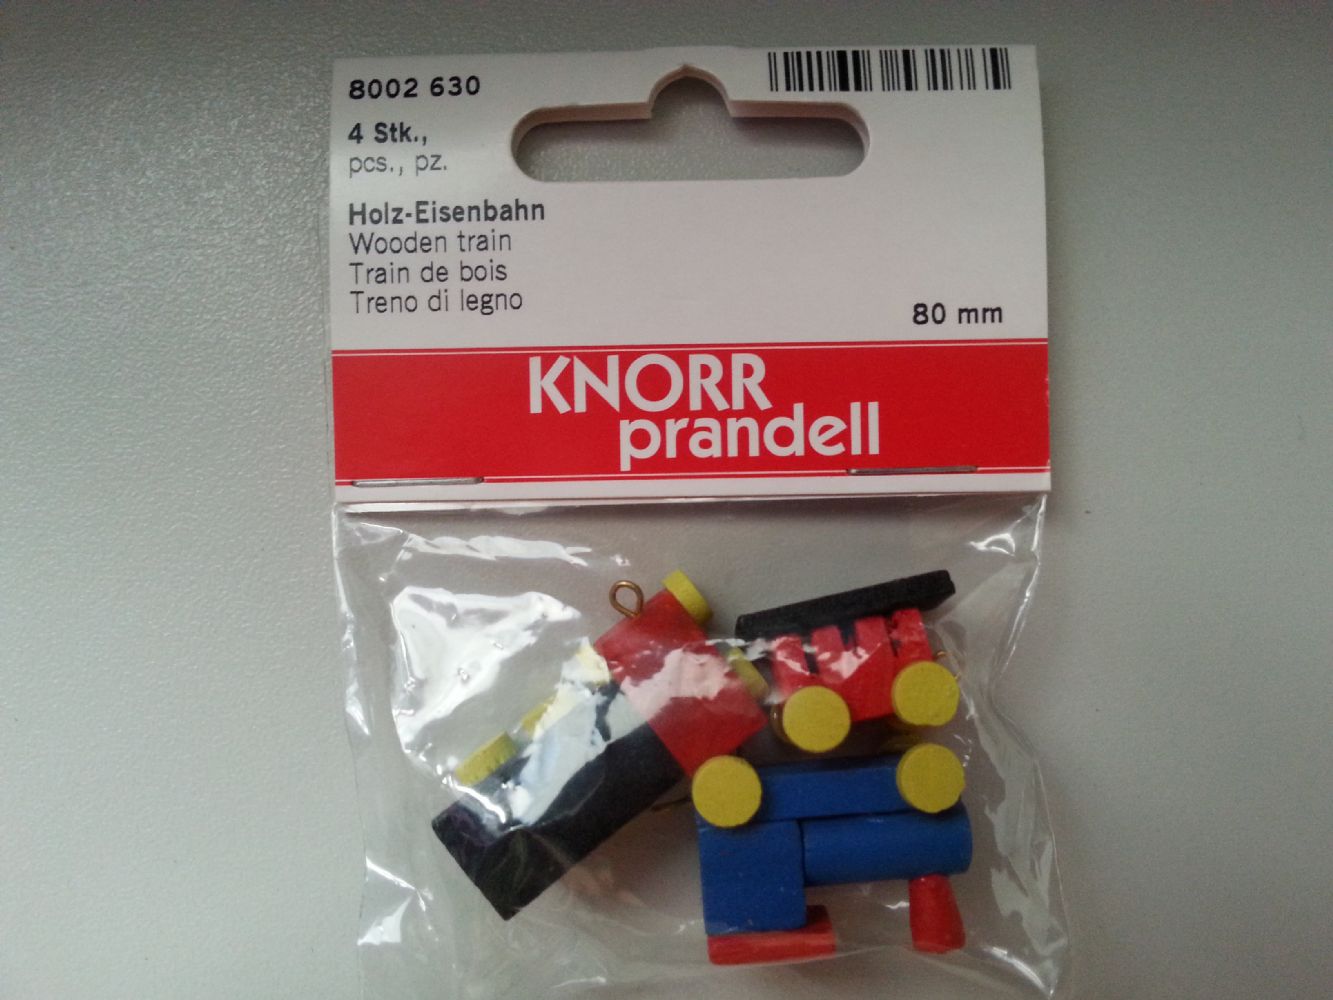 8002 630
4 Stk.,
pcs., pz.
Holz-Eisenbahn
Wooden train
Train de bois
Treno di legno
80 mm
KNORR
prandell